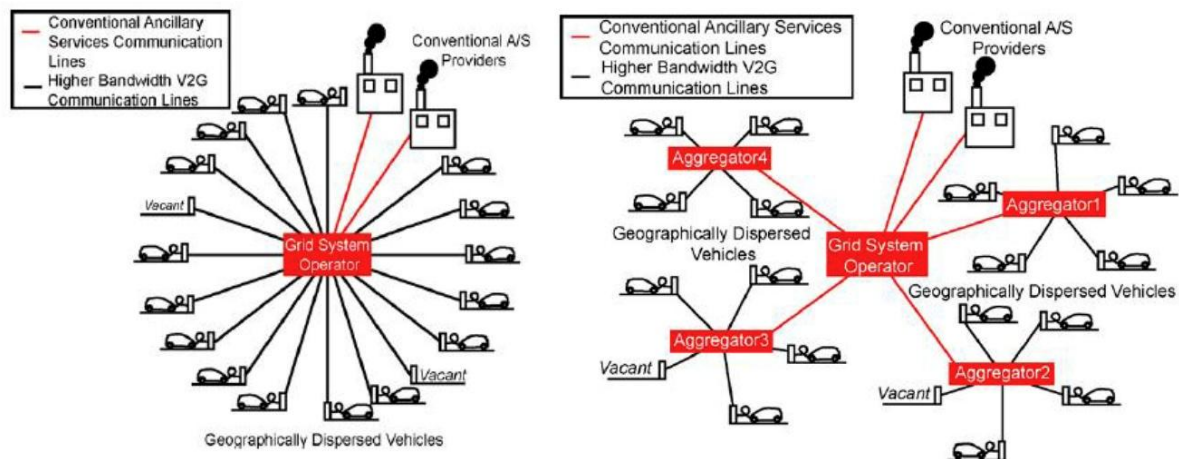 Conventional Ancillary
Services Communication
Lines
Higher Bandwidth V2G
Communication Lines
Conventional A/S
Providers
Vacant
Grid System
Operator
Vacant
Geographically Dispersed Vehicles
Conventional Ancillary Services
Communication Lines
Higher Bandwidth V2G
Communication Lines
Conventional A/S
Providers
Aggregator4
Aggregator1
Geographically Dispersed
Vehicles
Grid System
Operator
Geographically Dispersed Vehicles
Aggregator3
Vacant
Aggregator2
Vacant